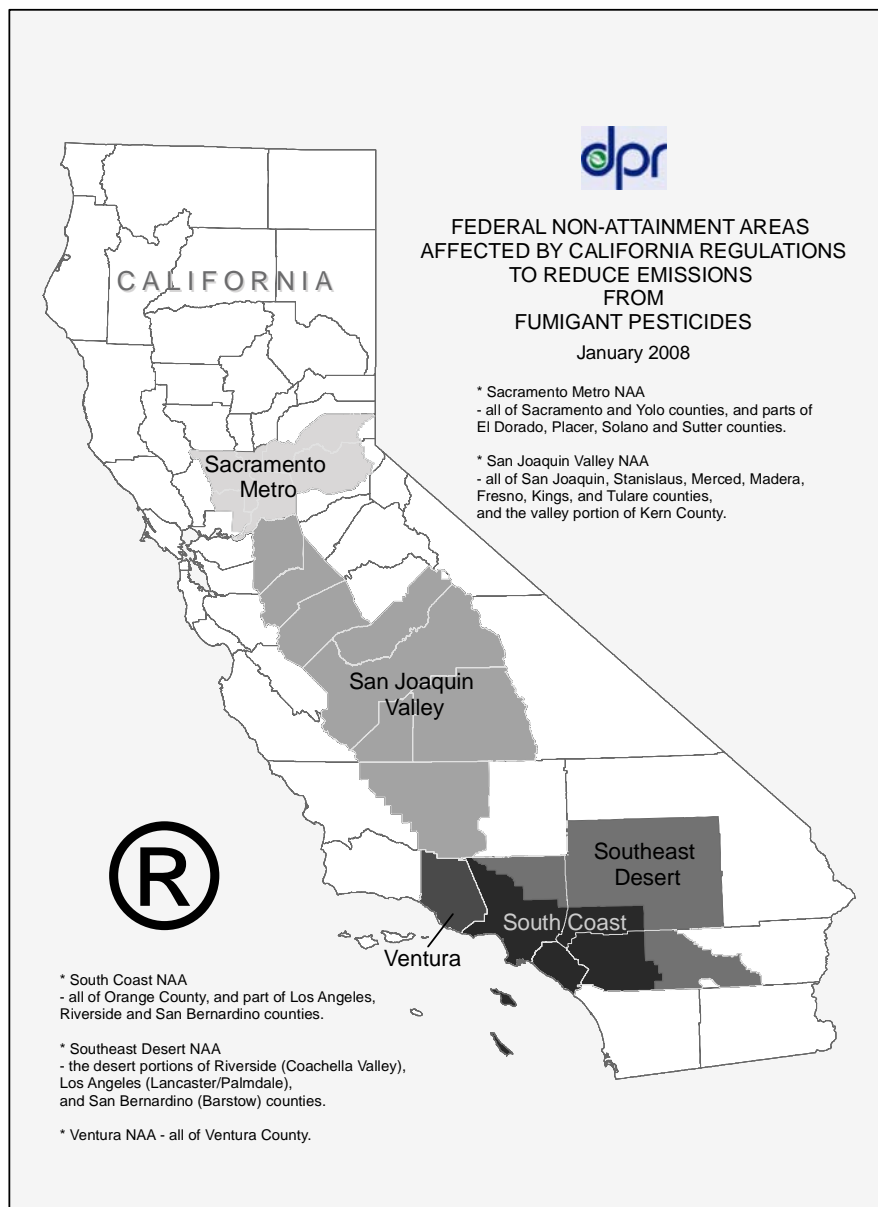 dpr
FEDERAL NON-ATTAINMENT AREAS
AFFECTED BY CALIFORNIA REGULATIONS
TO REDUCE EMISSIONS
FROM
FUMIGANT PESTICIDES
January 2008
CALIFORNIA
* Sacramento Metro NAA
- all of Sacramento and Yolo counties, and parts of
El Dorado, Placer, Solano and Sutter counties.
* San Joaquin Valley NAA
- all of San Joaquin, Stanislaus, Merced, Madera,
Fresno, Kings, and Tulare counties,
and the valley portion of Kern County.
Sacramento
Metro
San Joaquin
Valley
Southeast
Desert
South Coast
Ventura
®
* South Coast NAA
- all of Orange County, and part of Los Angeles,
Riverside and San Bernardino counties.
* Southeast Desert NAA
- the desert portions of Riverside (Coachella Valley),
Los Angeles (Lancaster/Palmdale),
and San Bernardino (Barstow) counties.
* Ventura NAA - all of Ventura County.